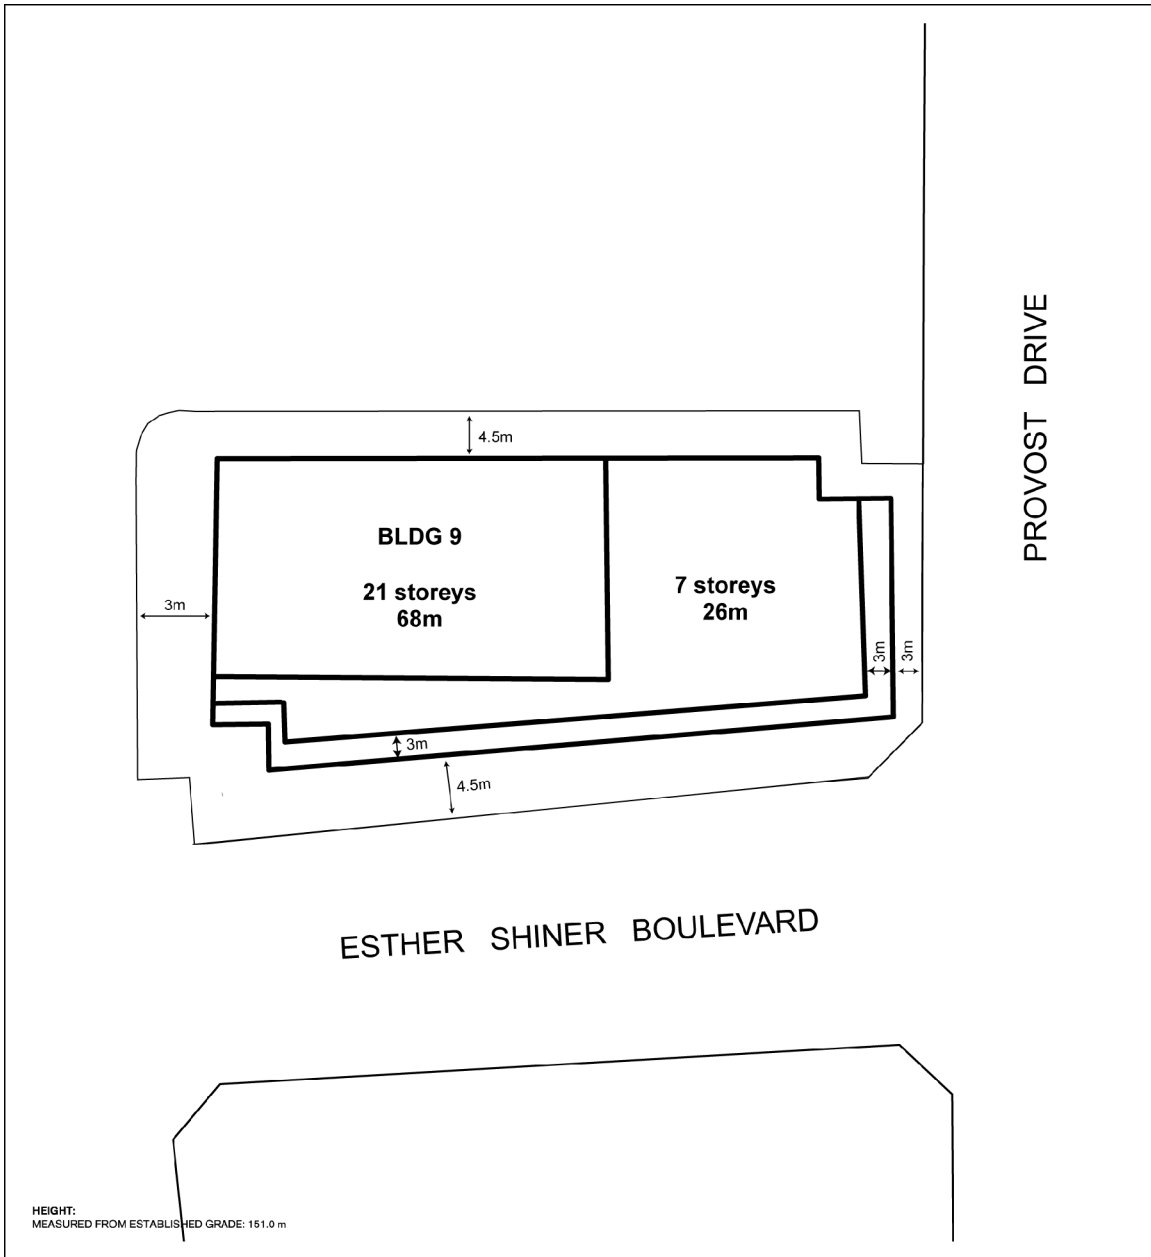 4.5m
BLDG 9
21 storeys
68m
7 storeys
26m
3m
3m
3m
3m
4.5m
PROVOST DRIVE
ESTHER SHINER BOULEVARD
HEIGHT:
MEASURED FROM ESTABLISHED GRADE: 151.0 m